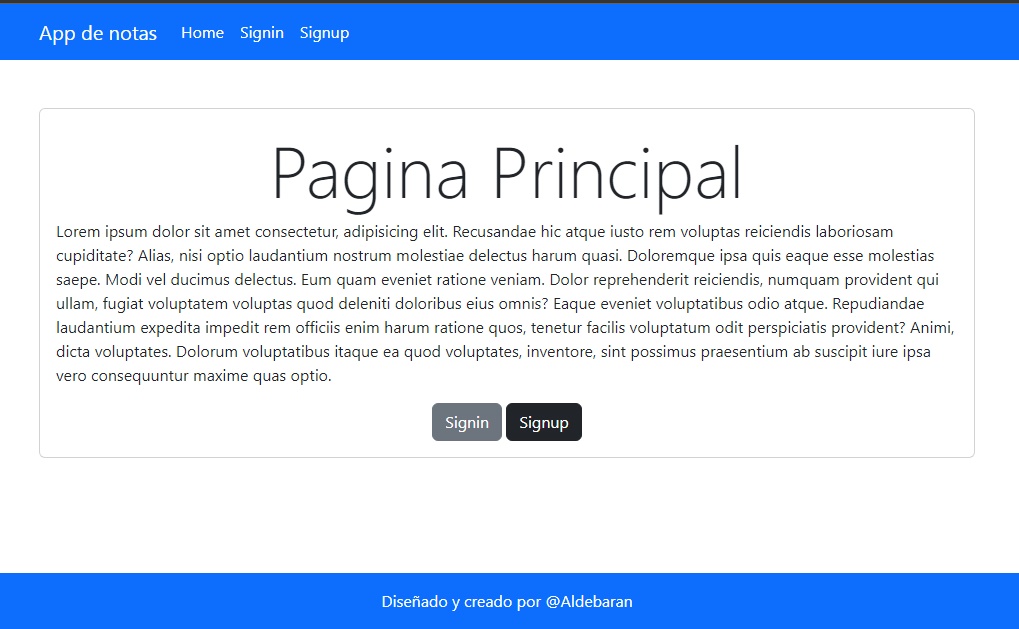 App de notas Home Signin Signup
Pagina Principal
Lorem ipsum dolor sit amet consectetur, adipisicing elit. Recusandae hic atque iusto rem voluptas reiciendis laboriosam
cupiditate? Alias, nisi optio laudantium nostrum molestiae delectus harum quasi. Doloremque ipsa quis eaque esse molestias
saepe. Modi vel ducimus delectus. Eum quam eveniet ratione veniam. Dolor reprehenderit reiciendis, numquam provident qui
ullam, fugiat voluptatem voluptas quod deleniti doloribus eius omnis? Eaque eveniet voluptatibus odio atque. Repudiandae
laudantium expedita impedit rem officiis enim harum ratione quos, tenetur facilis voluptatum odit perspiciatis provident? Animi,
dicta voluptates. Dolorum voluptatibus itaque ea quod voluptates, inventore, sint possimus praesentium ab suscipit iure ipsa
vero consequuntur maxime quas optio.
Signin Signup
Diseñado y creado por @Aldebaran